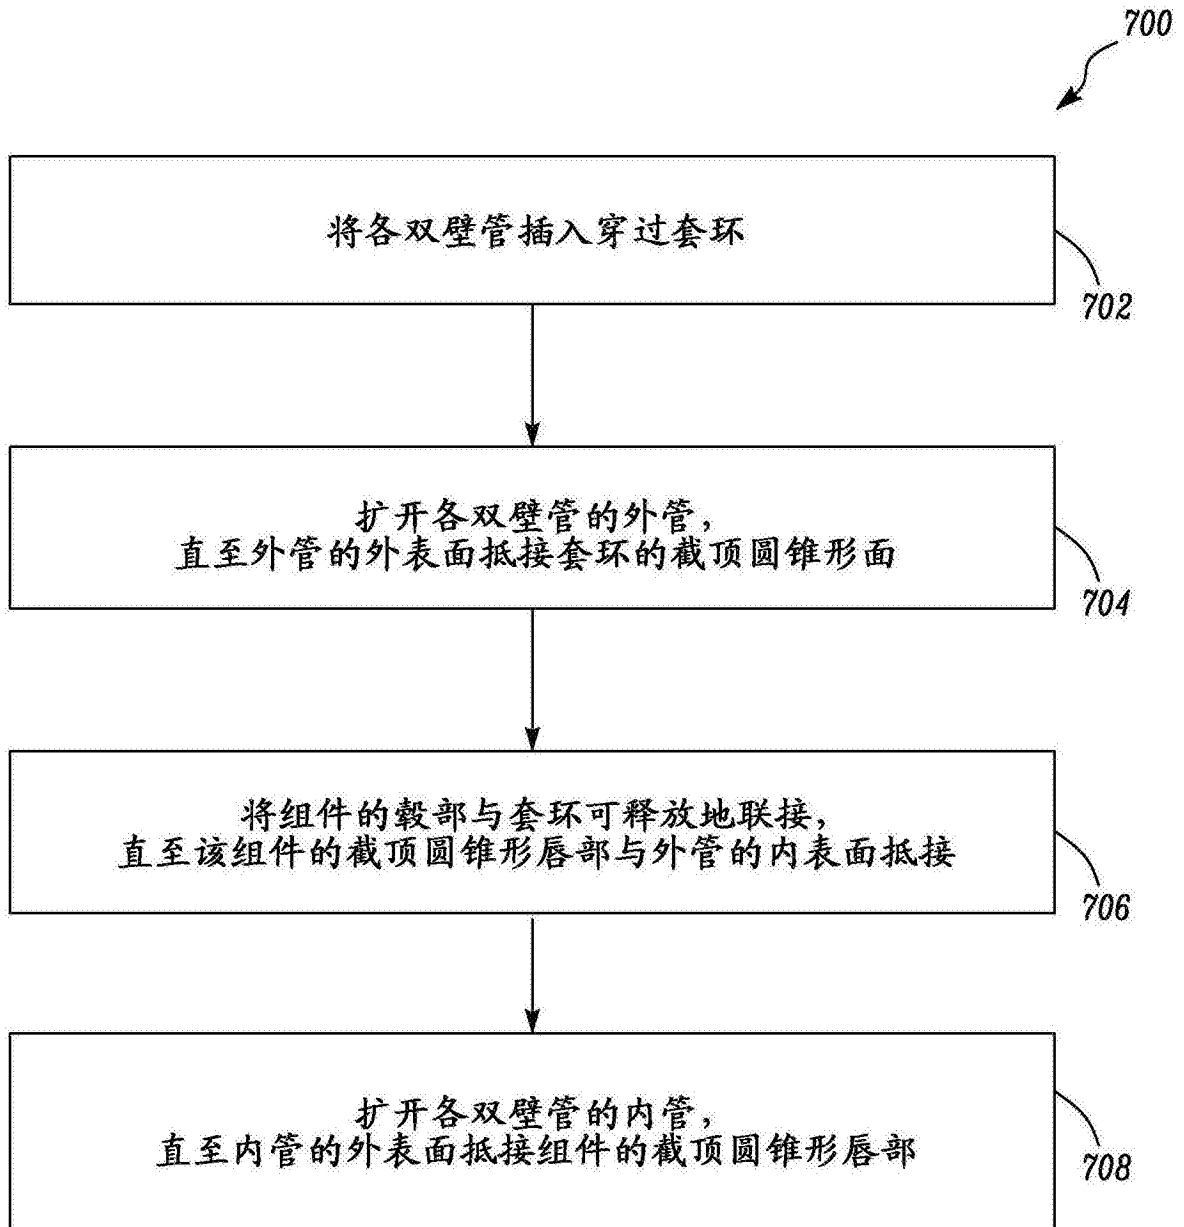 700
将各双壁管插入穿过套环
702
扩开各双壁管的外管，
直至外管的外表面抵接套环的截顶圆锥形面
704
将组件的毂部与套环可释放地联接，
直至该组件的截顶圆锥形唇部与外管的内表面抵接
706
扩开各双壁管的内管，
直至内管的外表面抵接组件的截顶圆锥形唇部
708